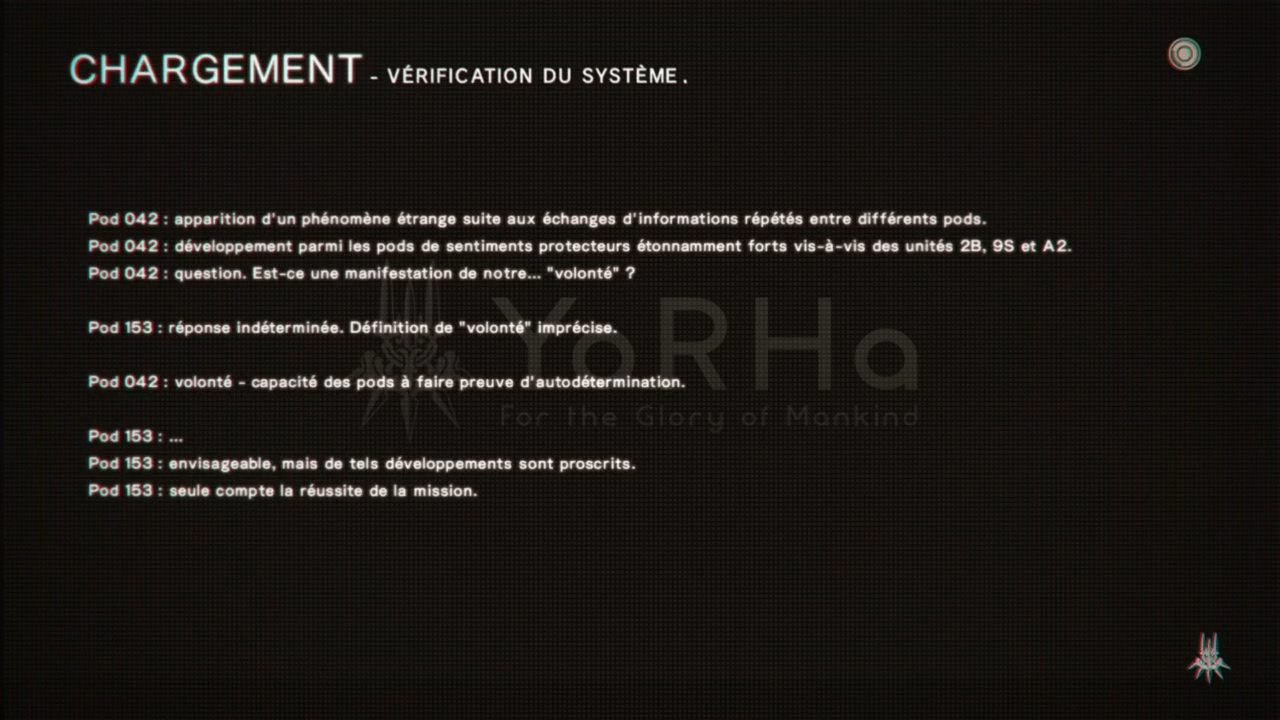 CHARGEMENT - VÉRIFICATION DU SYSTÈME.
Pod 042 : apparition d'un phénomène étrange suite aux échanges d'informations répétés entre différents pods.
Pod 042 : développement parmi les pods de sentiments protecteurs étonnamment forts vis-à-vis des unités 2B, 9S et A2.
Pod 042 : question. Est-ce une manifestation de notre... "volonté" ?
Pod 153 : réponse indéterminée. Définition de "volonté" imprécise.
YoRHa
Pod 042 : volonté - capacité des pods à faire preuve d'autodétermination.
For the Glory of Mankind
Pod 153 : ...
Pod 153 : envisageable, mais de tels développements sont proscrits.
Pod 153 : seule compte la réussite de la mission.